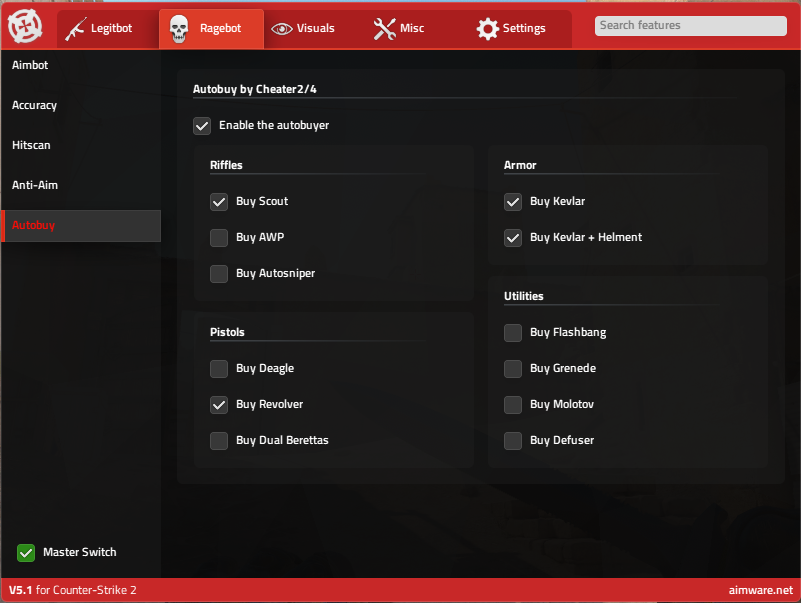 Legitbot
Ragebot
Visuals
Misc
Settings
Search features
Aimbot
Accuracy
Hitscan
Anti-Aim
Autobuy
Autobuy by Cheater2/4
Enable the autobuyer
Riffles
Buy Scout
Buy AWP
Buy Autosniper
Pistols
Buy Deagle
Buy Revolver
Buy Dual Berettas
Armor
Buy Kevlar
Buy Kevlar + Helment
Utilities
Buy Flashbang
Buy Grenede
Buy Molotov
Buy Defuser
Master Switch
V5.1 for Counter-Strike 2
aimware.net